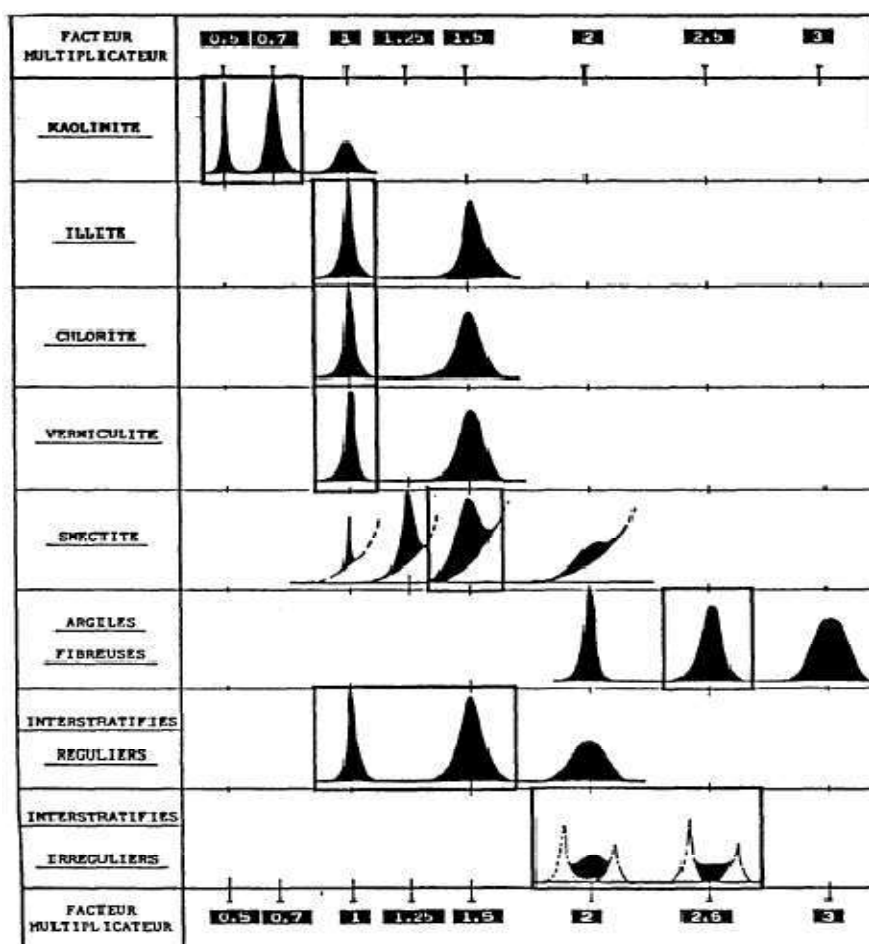 FACTEUR
MULTIPLICATEUR
0.5 0.7 1 1.25 1.5 2 2.5 3
KAOLINITE
ILLITE
CHLORITE
VERMICULITE
SMECTITE
ARGILES
FIBREUSES
INTERSTRATIFIES
REGULIERS
INTERSTRATIFIES
IRREGULIERS
FACTEUR
MULTIPLICATEUR
0.5 0.7 1 1.25 1.5 2 2.5 3